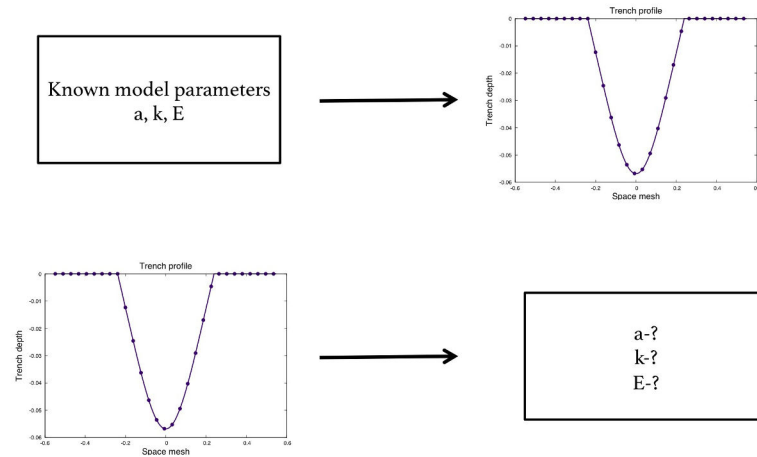 Known model parameters
a, k, E
Trench profile
0
-0.01
-0.02
-0.03
-0.04
-0.05
-0.06
Trench depth
-0.6
-0.4
-0.2
0
0.2
0.4
Space mesh
Trench profile
0
-0.01
-0.02
-0.03
-0.04
-0.05
-0.06
Trench depth
-0.6
-0.4
-0.2
0
0.2
0.4
0.6
Space mesh
a-?
k-?
E-?